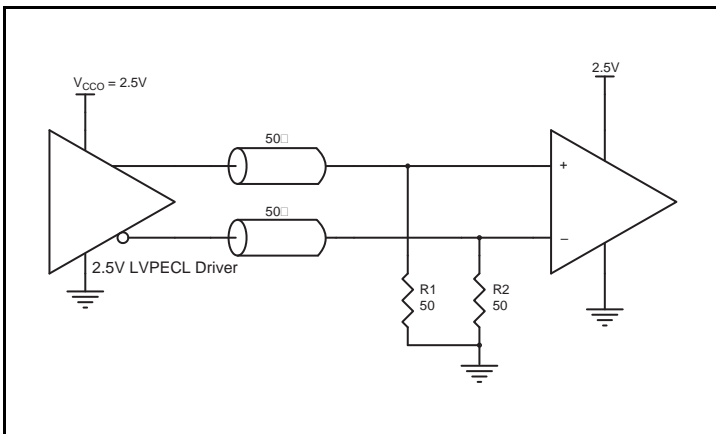 V_CCO = 2.5V
2.5V
50□
50□
+
–
2.5V LVPECL Driver
R1
50
R2
50